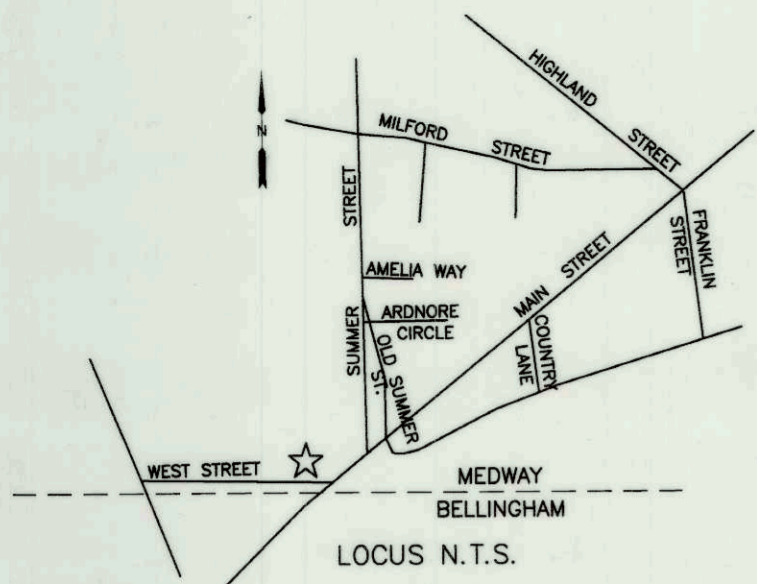 HIGHLAND
STREET
MILFORD
STREET
N
STREET
SUMMER
FRANKLIN
STREET
AMELIA WAY
ARDNORE
CIRCLE
MAIN STREET
OLD SUMMER
ST.
COUNTRY
LANE
WEST STREET
MEDWAY
BELLINGHAM
LOCUS N.T.S.